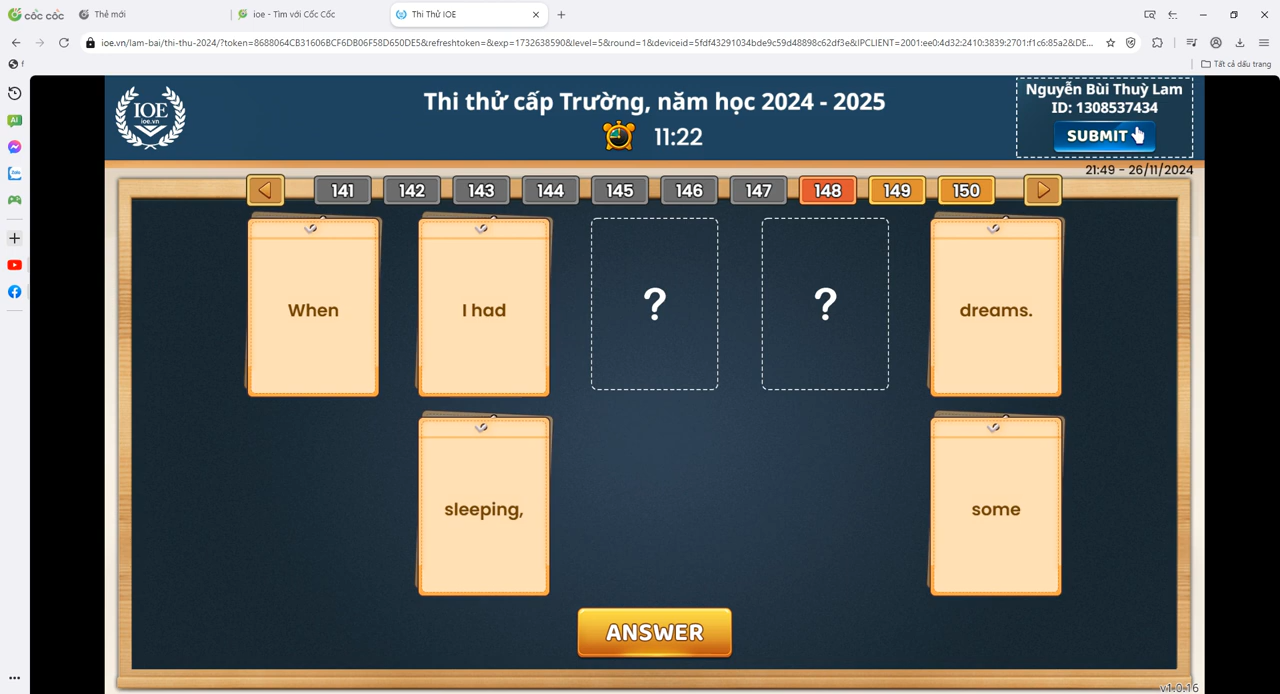 cốc cốc
Thẻ mới
ioe - Tìm với Cốc Cốc
Thi Thử IOE
ioe.vn/lam-bai/thi-thu-2024/?token=8688064CB31606BCF6DB06F58D650DE5&refreshtoken=&exp=1732638590&level=5&round=1&deviceid=5fdf43291034bde9c59d48898c62df3e&IPCLIENT=2001:ee0:4d32:2410:3839:2701:f1c6:85a2&DE...
f
Tất cả dấu trang
IOE
ioe.vn
Thi thử cấp Trường, năm học 2024 - 2025
11:22
Nguyễn Bùi Thuỳ Lam
ID: 1308537434
SUBMIT
21:49 - 26/11/2024
141 142 143 144 145 146 147 148 149 150
When I had ? ? dreams.
sleeping, some
ANSWER
v1.0.16